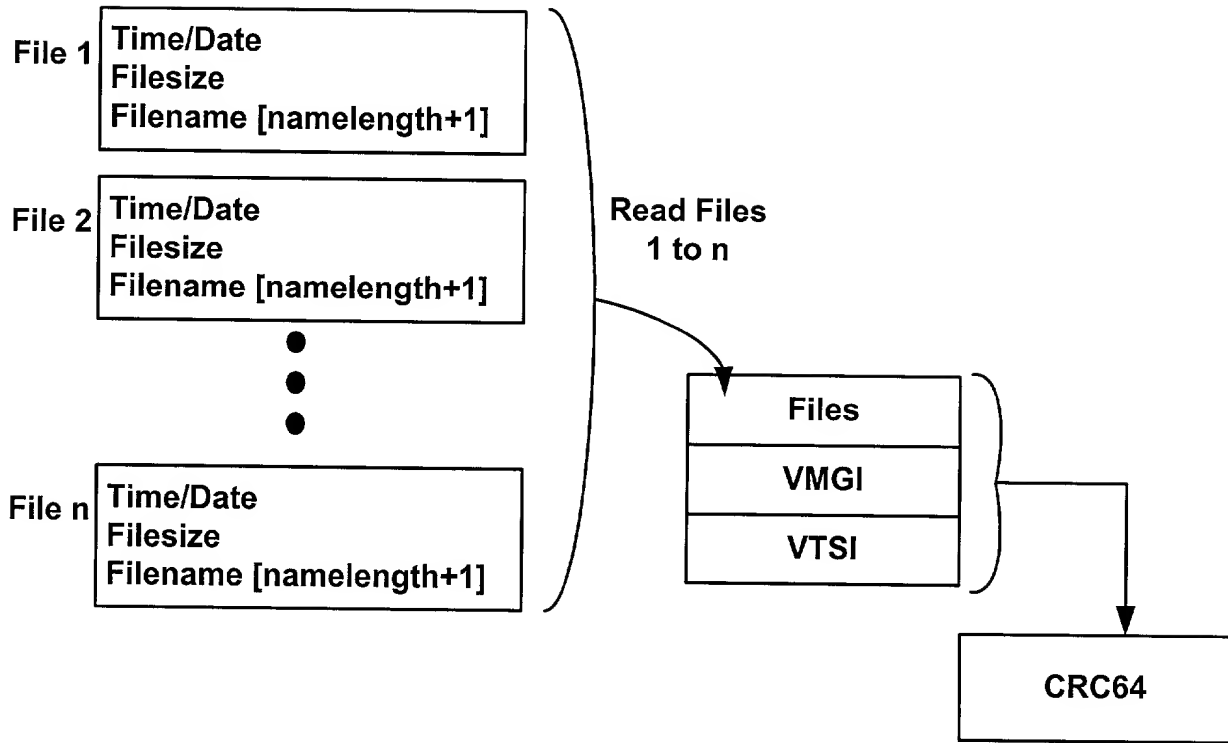 File 1
Time/Date
Filesize
Filename [namelength+1]
File 2
Time/Date
Filesize
Filename [namelength+1]
Read Files
1 to n
File n
Time/Date
Filesize
Filename [namelength+1]
Files
VMGI
VTSI
CRC64